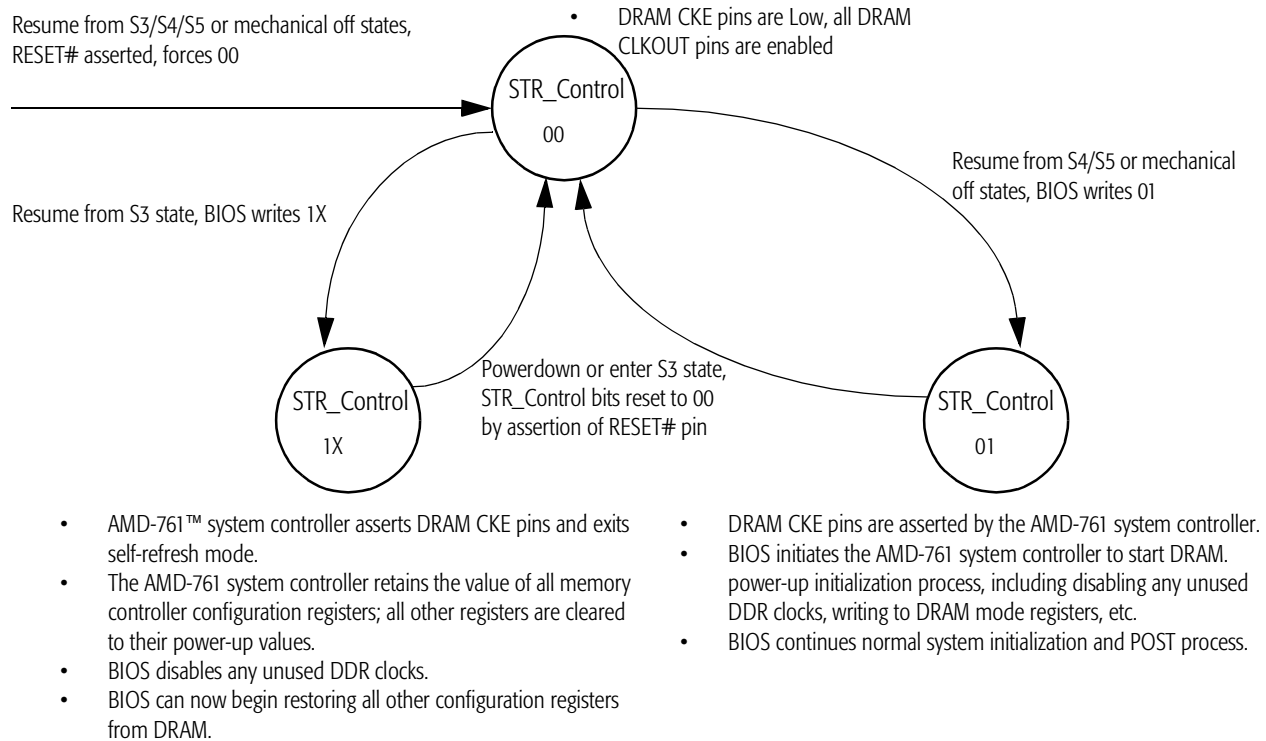 Resume from S3/S4/S5 or mechanical off states,
RESET# asserted, forces 00
• DRAM CKE pins are Low, all DRAM
CLKOUT pins are enabled
STR_Control
00
Resume from S4/S5 or mechanical
off states, BIOS writes 01
Resume from S3 state, BIOS writes 1X
Powerdown or enter S3 state,
STR_Control bits reset to 00
by assertion of RESET# pin
STR_Control
1X
STR_Control
01
• AMD-761™ system controller asserts DRAM CKE pins and exits
self-refresh mode.
• The AMD-761 system controller retains the value of all memory
controller configuration registers; all other registers are cleared
to their power-up values.
• BIOS disables any unused DDR clocks.
• BIOS can now begin restoring all other configuration registers
from DRAM.
• DRAM CKE pins are asserted by the AMD-761 system controller.
• BIOS initiates the AMD-761 system controller to start DRAM.
power-up initialization process, including disabling any unused
DDR clocks, writing to DRAM mode registers, etc.
• BIOS continues normal system initialization and POST process.